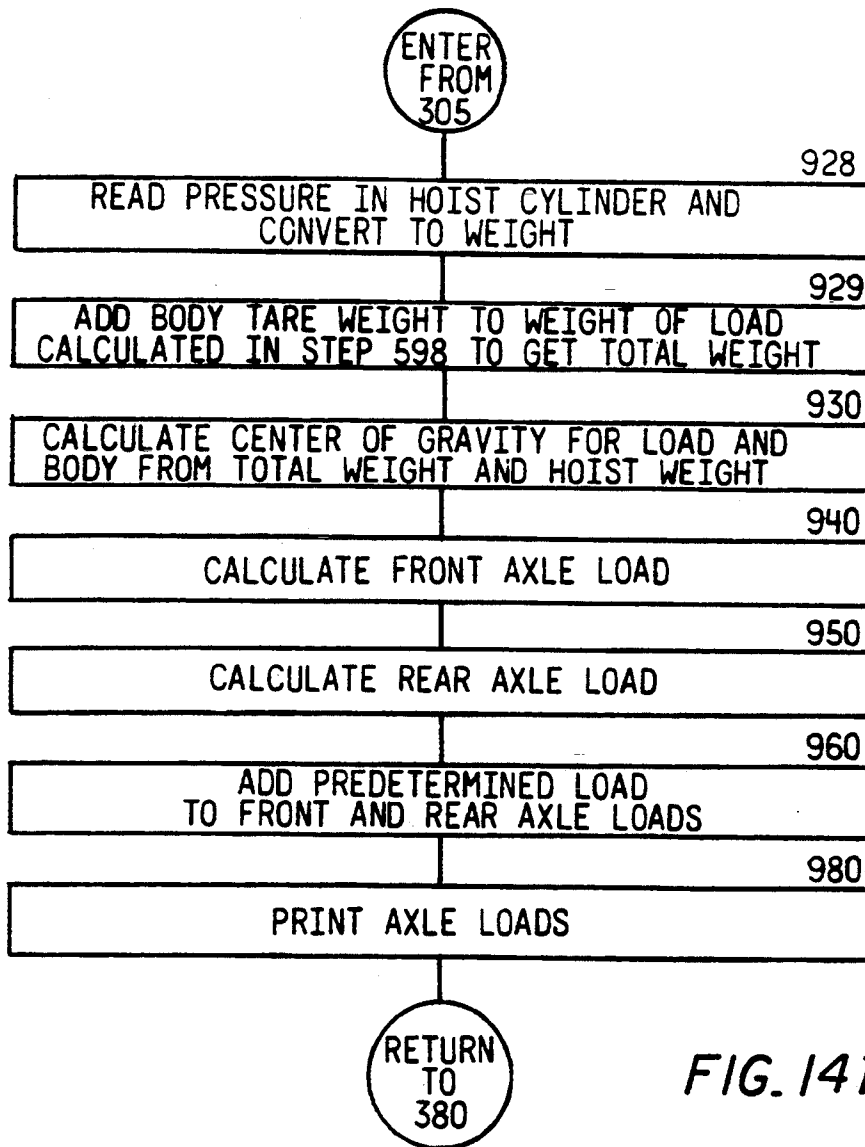 ENTER
FROM
305
928
READ PRESSURE IN HOIST CYLINDER AND
CONVERT TO WEIGHT
929
ADD BODY TARE WEIGHT TO WEIGHT OF LOAD
CALCULATED IN STEP 598 TO GET TOTAL WEIGHT
930
CALCULATE CENTER OF GRAVITY FOR LOAD AND
BODY FROM TOTAL WEIGHT AND HOIST WEIGHT
940
CALCULATE FRONT AXLE LOAD
950
CALCULATE REAR AXLE LOAD
960
ADD PREDETERMINED LOAD
TO FRONT AND REAR AXLE LOADS
980
PRINT AXLE LOADS
RETURN
TO
380
FIG.